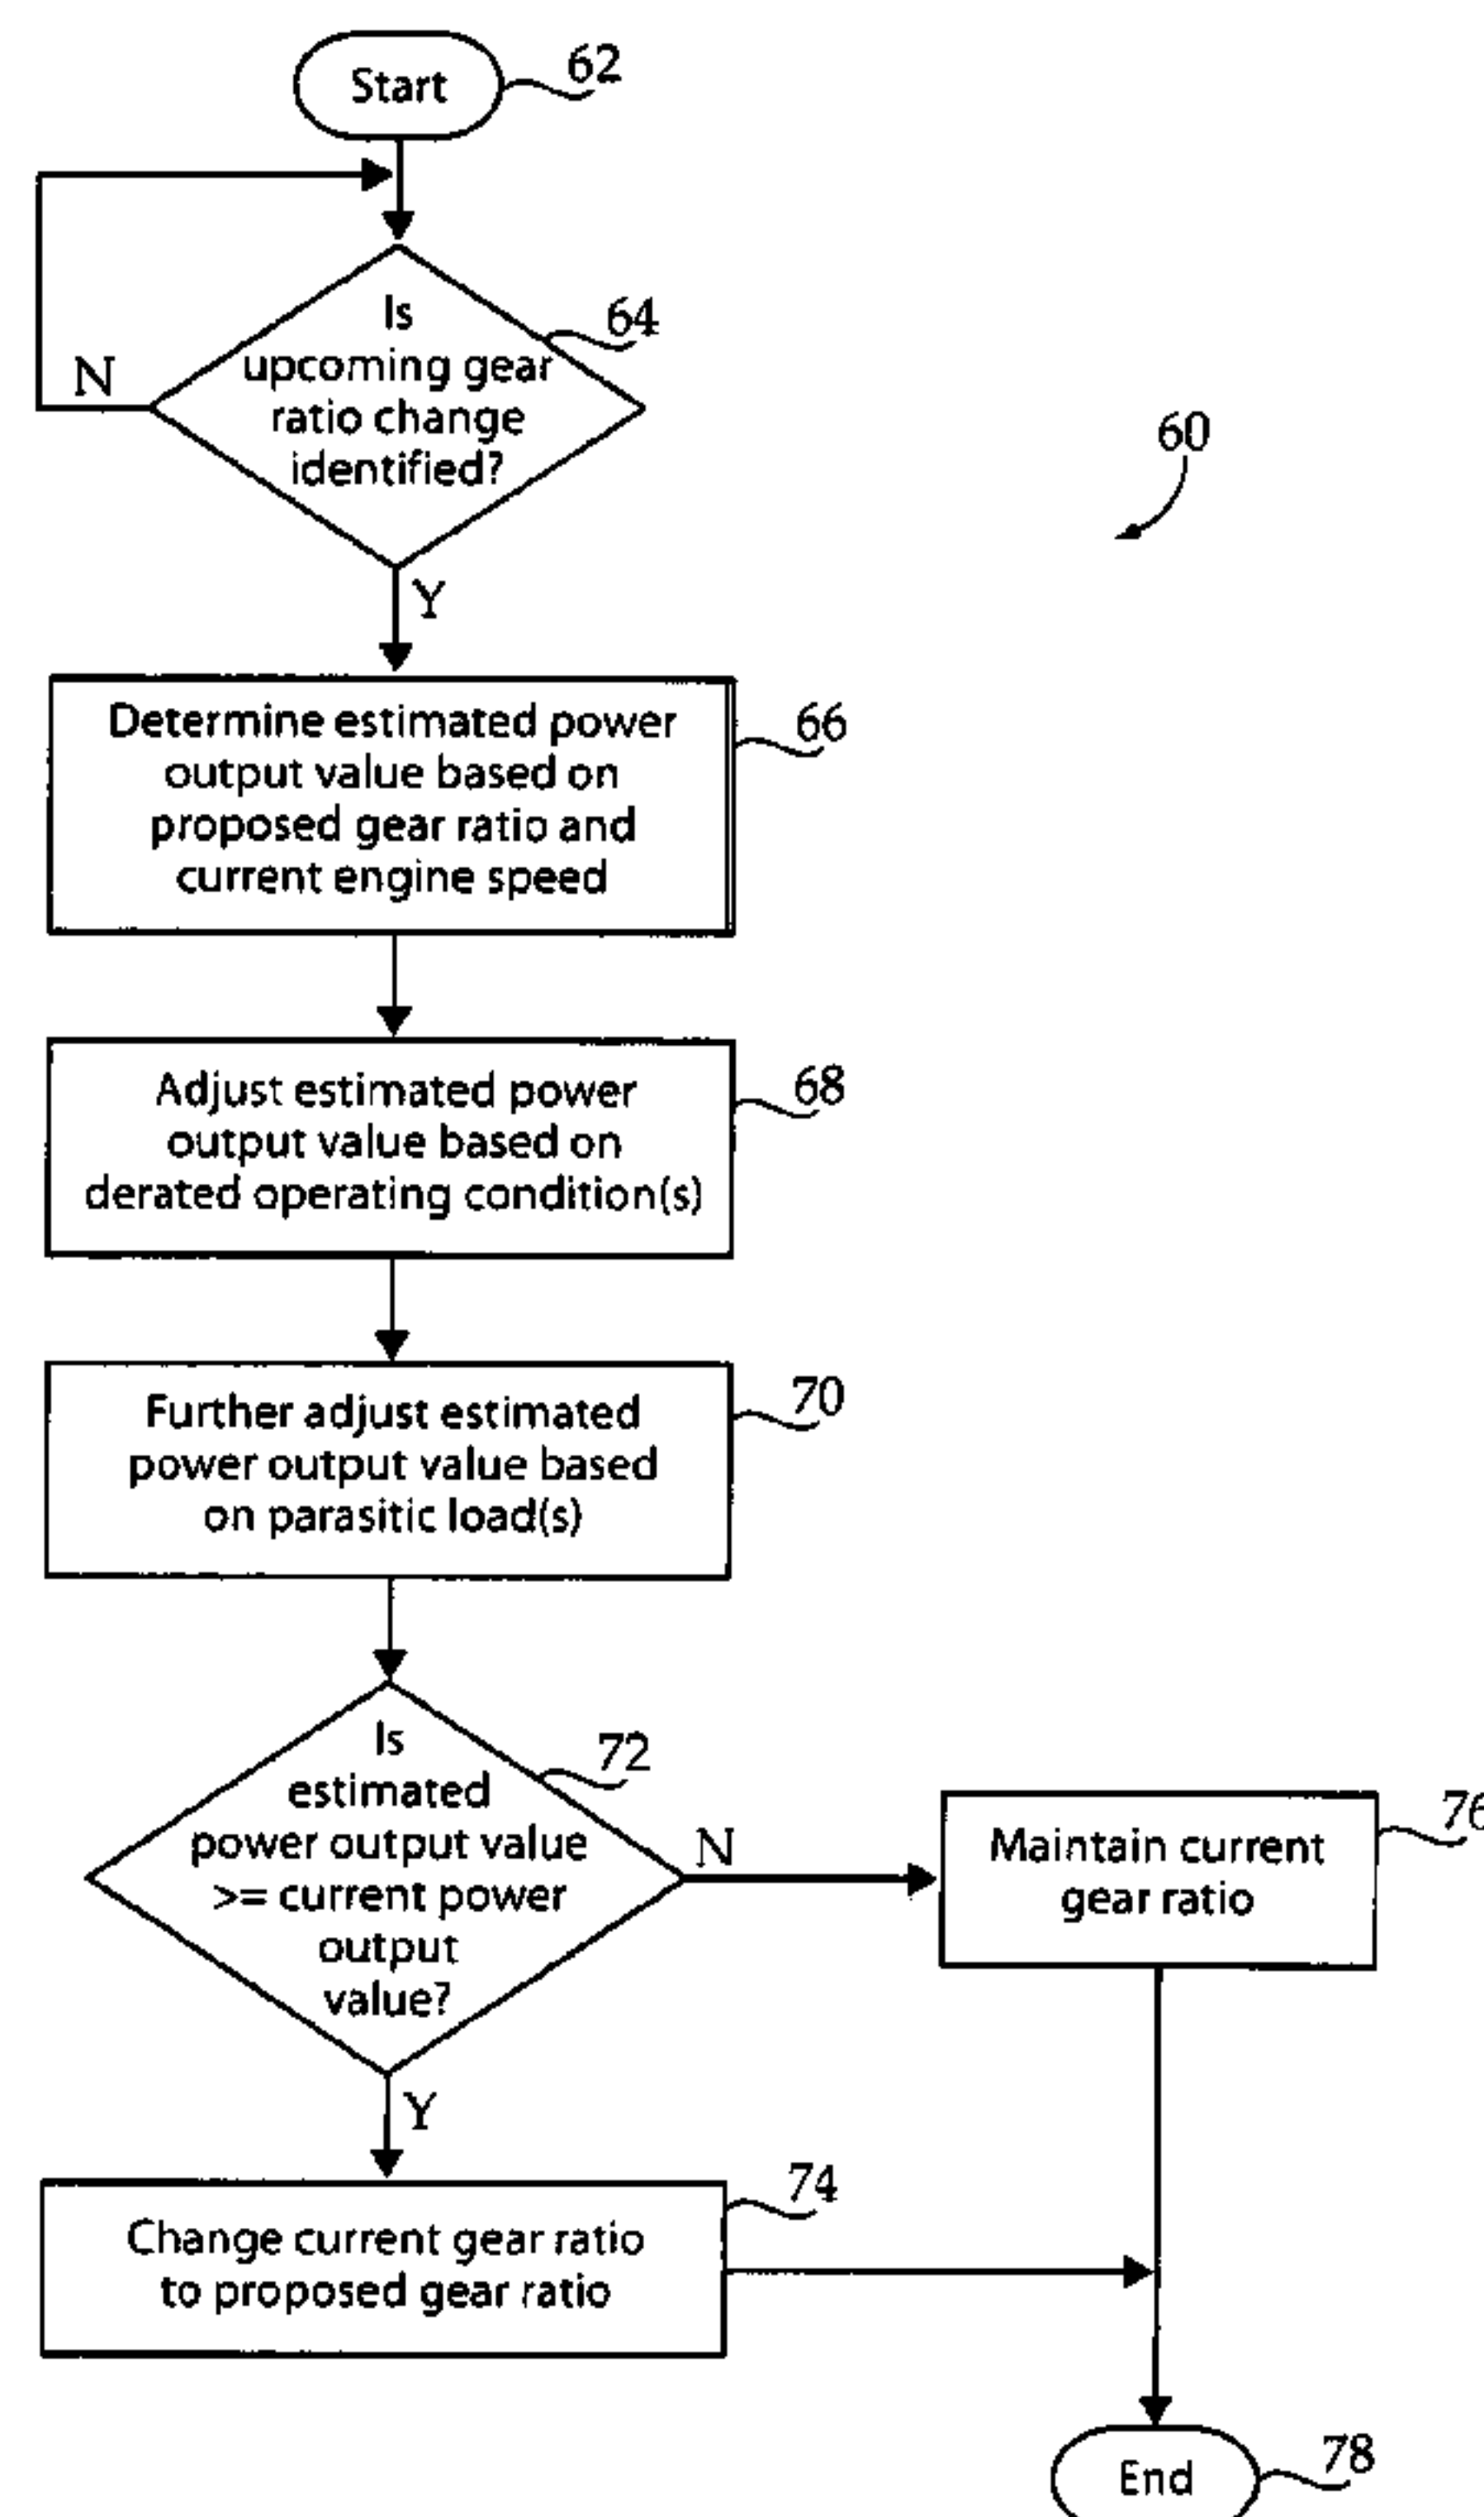 Start
62
Is
upcoming gear
ratio change
identified?
64
N
60
Y
Determine estimated power
output value based on
proposed gear ratio and
current engine speed
66
Adjust estimated power
output value based on
derated operating condition(s)
68
Further adjust estimated
power output value based
on parasitic load(s)
70
Is
estimated
power output value
>= current power
output
value?
72
N
Maintain current
gear ratio
76
Y
Change current gear ratio
to proposed gear ratio
74
End
78